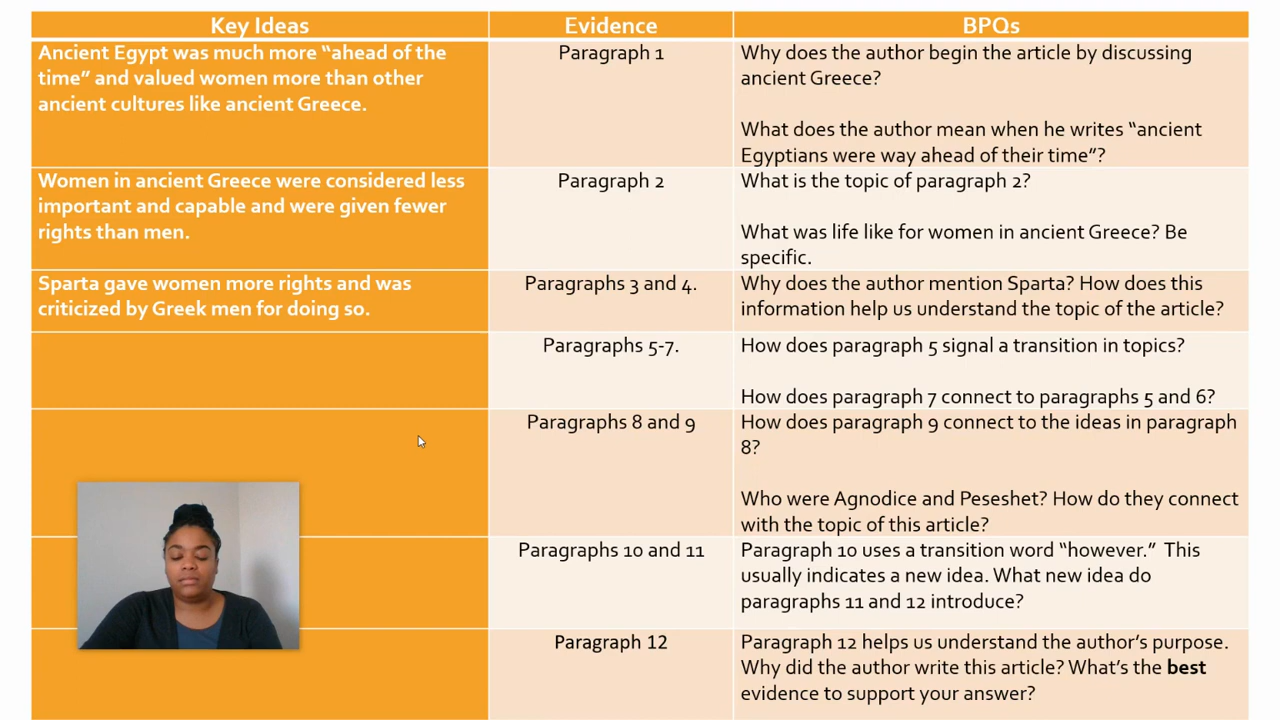 Key Ideas
Evidence
BPQs
Ancient Egypt was much more “ahead of the
time” and valued women more than other
ancient cultures like ancient Greece.
Paragraph 1
Why does the author begin the article by discussing
ancient Greece?
What does the author mean when he writes “ancient
Egyptians were way ahead of their time”?
Women in ancient Greece were considered less
important and capable and were given fewer
rights than men.
Paragraph 2
What is the topic of paragraph 2?
What was life like for women in ancient Greece? Be
specific.
Sparta gave women more rights and was
criticized by Greek men for doing so.
Paragraphs 3 and 4.
Why does the author mention Sparta? How does this
information help us understand the topic of the article?
Paragraphs 5-7.
How does paragraph 5 signal a transition in topics?
How does paragraph 7 connect to paragraphs 5 and 6?
Paragraphs 8 and 9
How does paragraph 9 connect to the ideas in paragraph
8?
Who were Agnodice and Peseshet? How do they connect
with the topic of this article?
Paragraphs 10 and 11
Paragraph 10 uses a transition word “however.” This
usually indicates a new idea. What new idea do
paragraphs 11 and 12 introduce?
Paragraph 12
Paragraph 12 helps us understand the author’s purpose.
Why did the author write this article? What’s the best
evidence to support your answer?